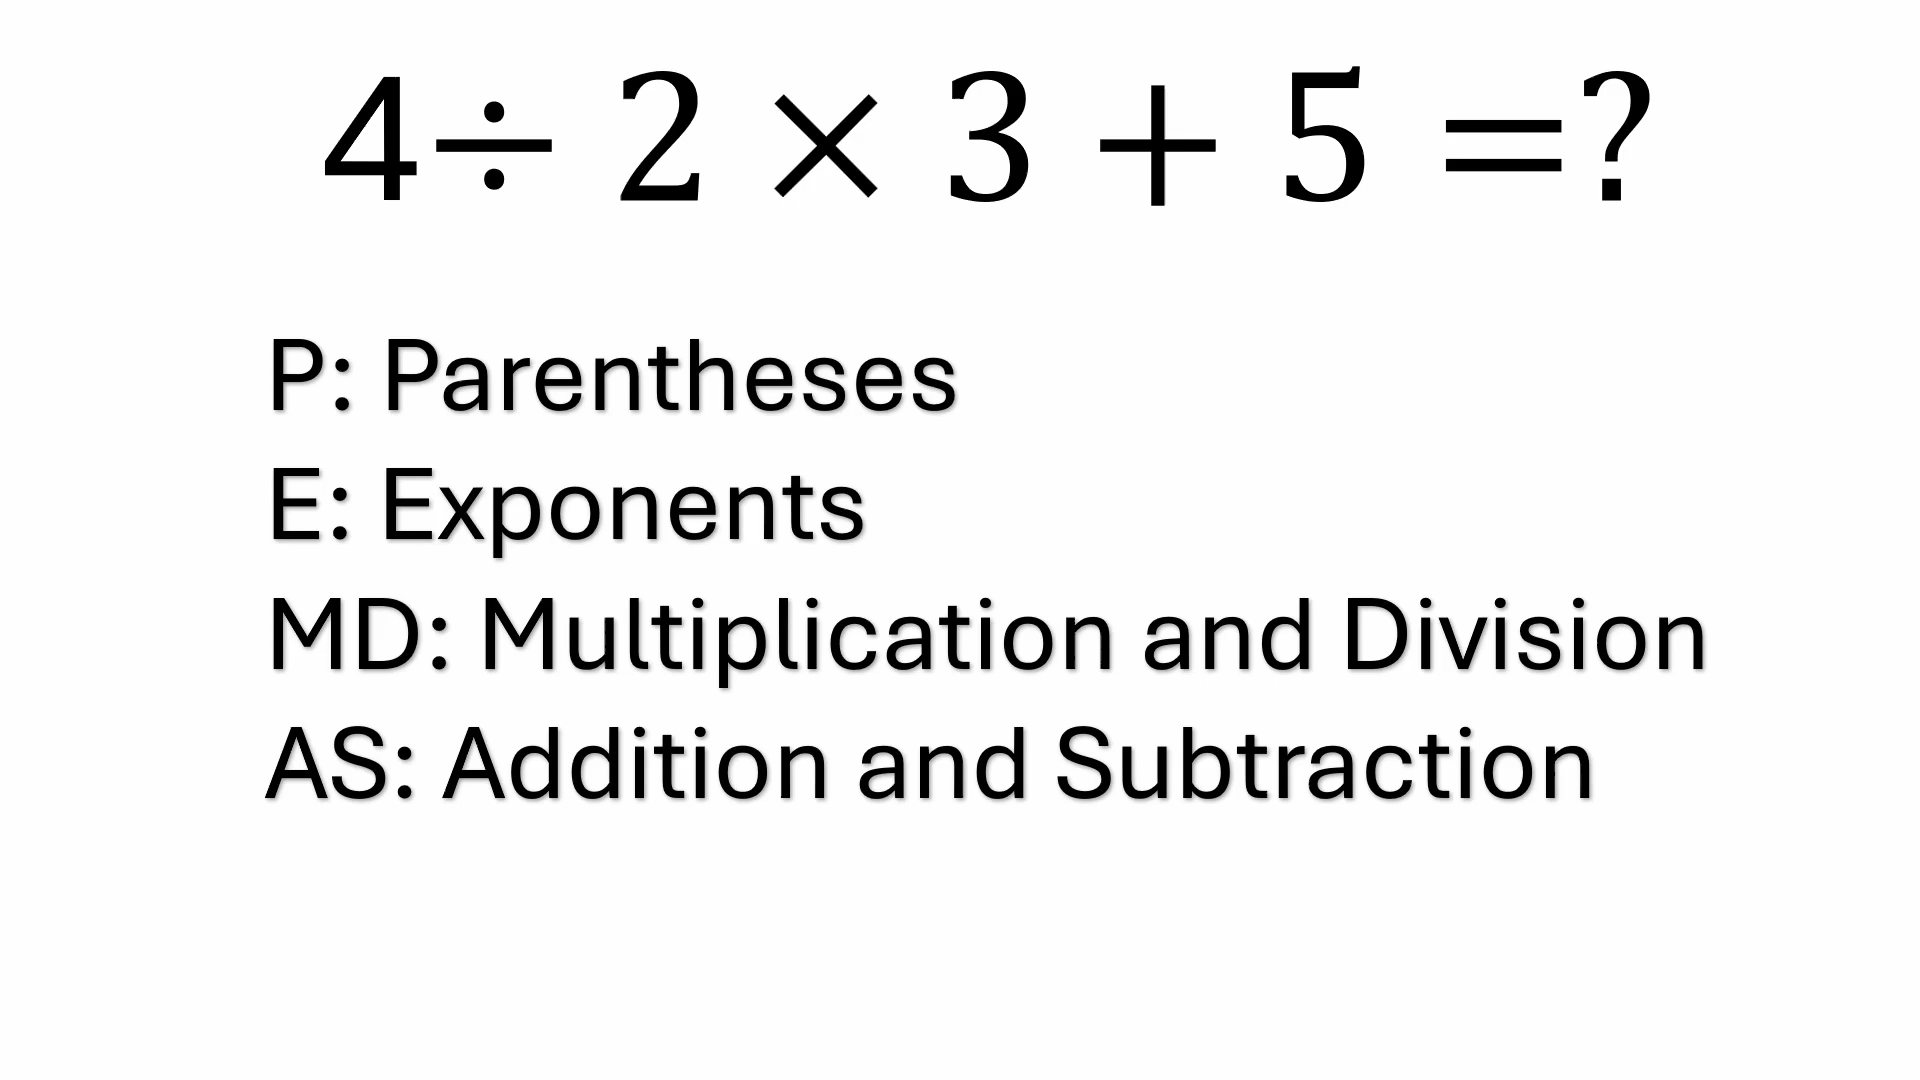 4÷ 2 × 3 + 5 =?
P: Parentheses
E: Exponents
MD: Multiplication and Division
AS: Addition and Subtraction